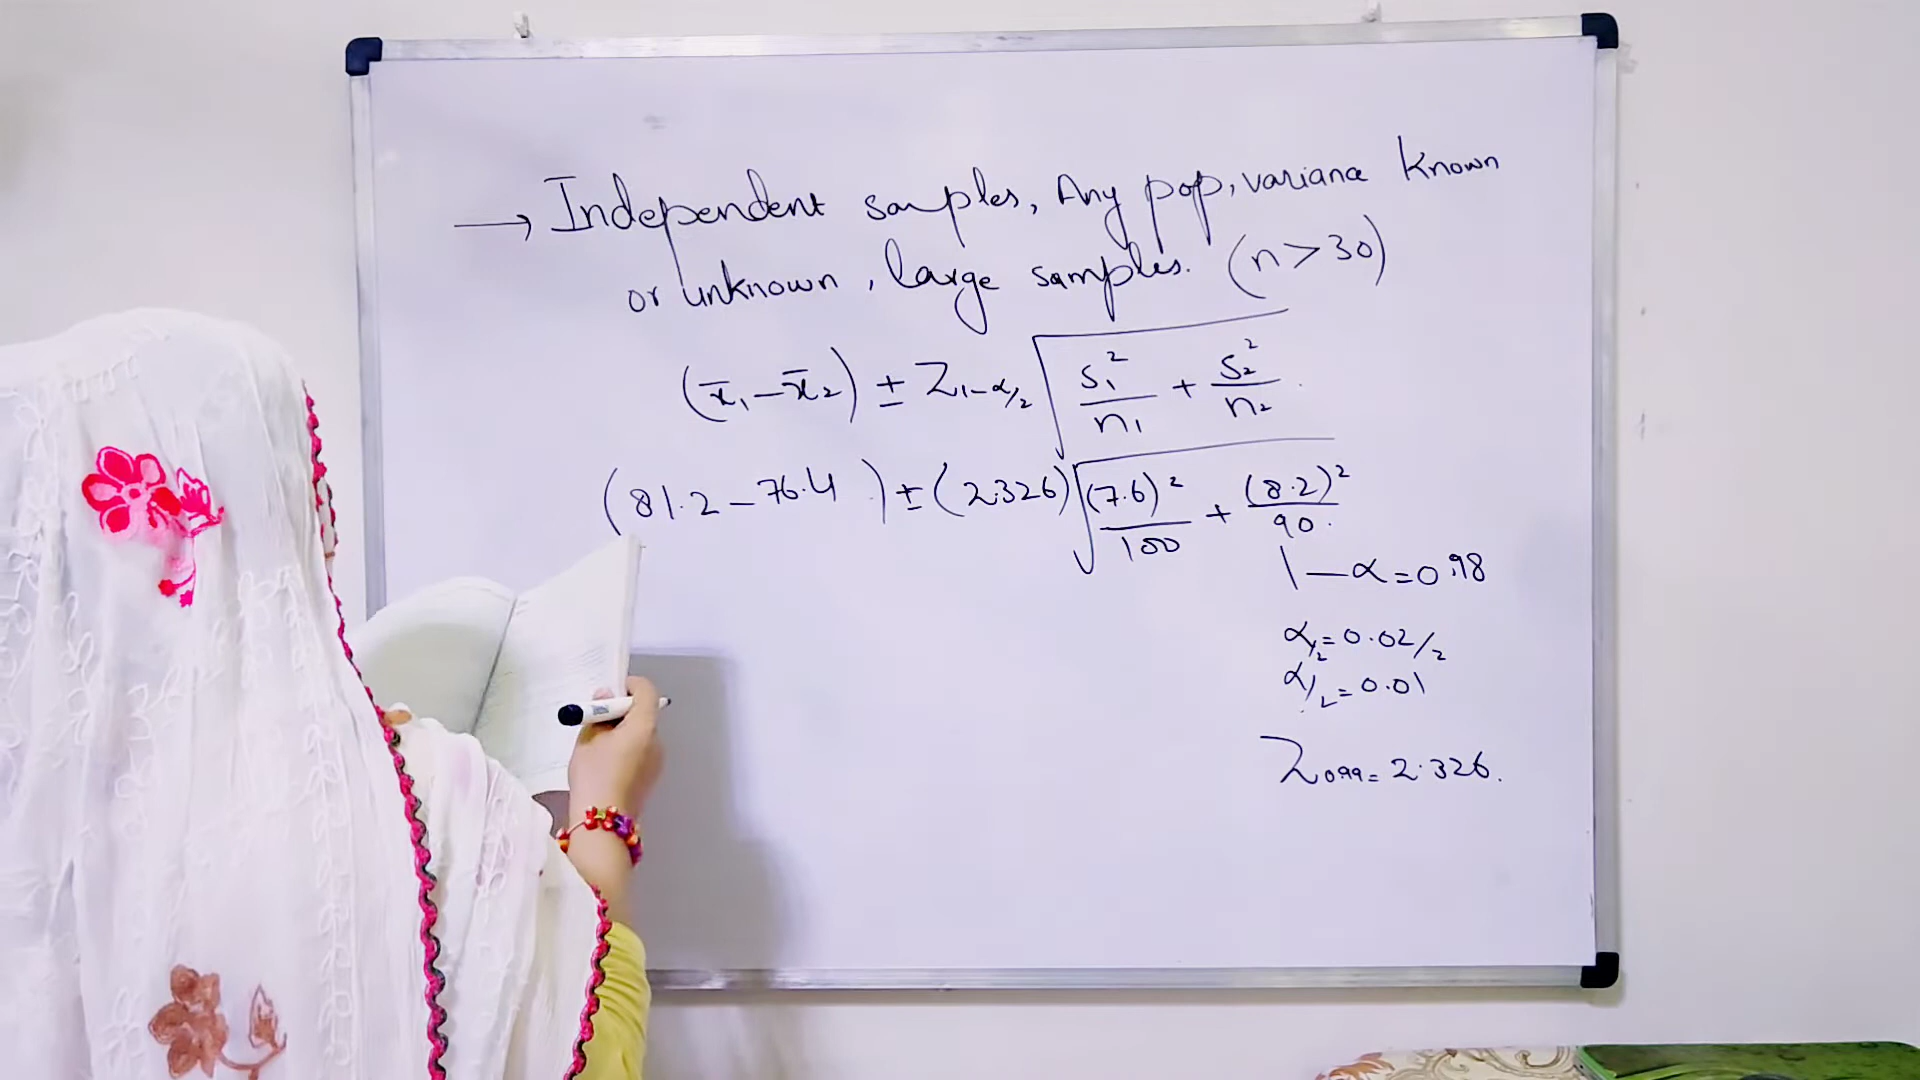 → Independent samples, Any pop, variance known
or unknown, large samples. (n > 30)
(x̄₁ − x̄₂) ± Z₁₋α/₂ √(s₁²/n₁ + s₂²/n₂)
(81.2 − 76.4) ± (2.326) √((7.6)²/100 + (8.2)²/90)
1 − α = 0.98
α/₂ = 0.02/2
α/₂ = 0.01
Z₀.₉₉ = 2.326.